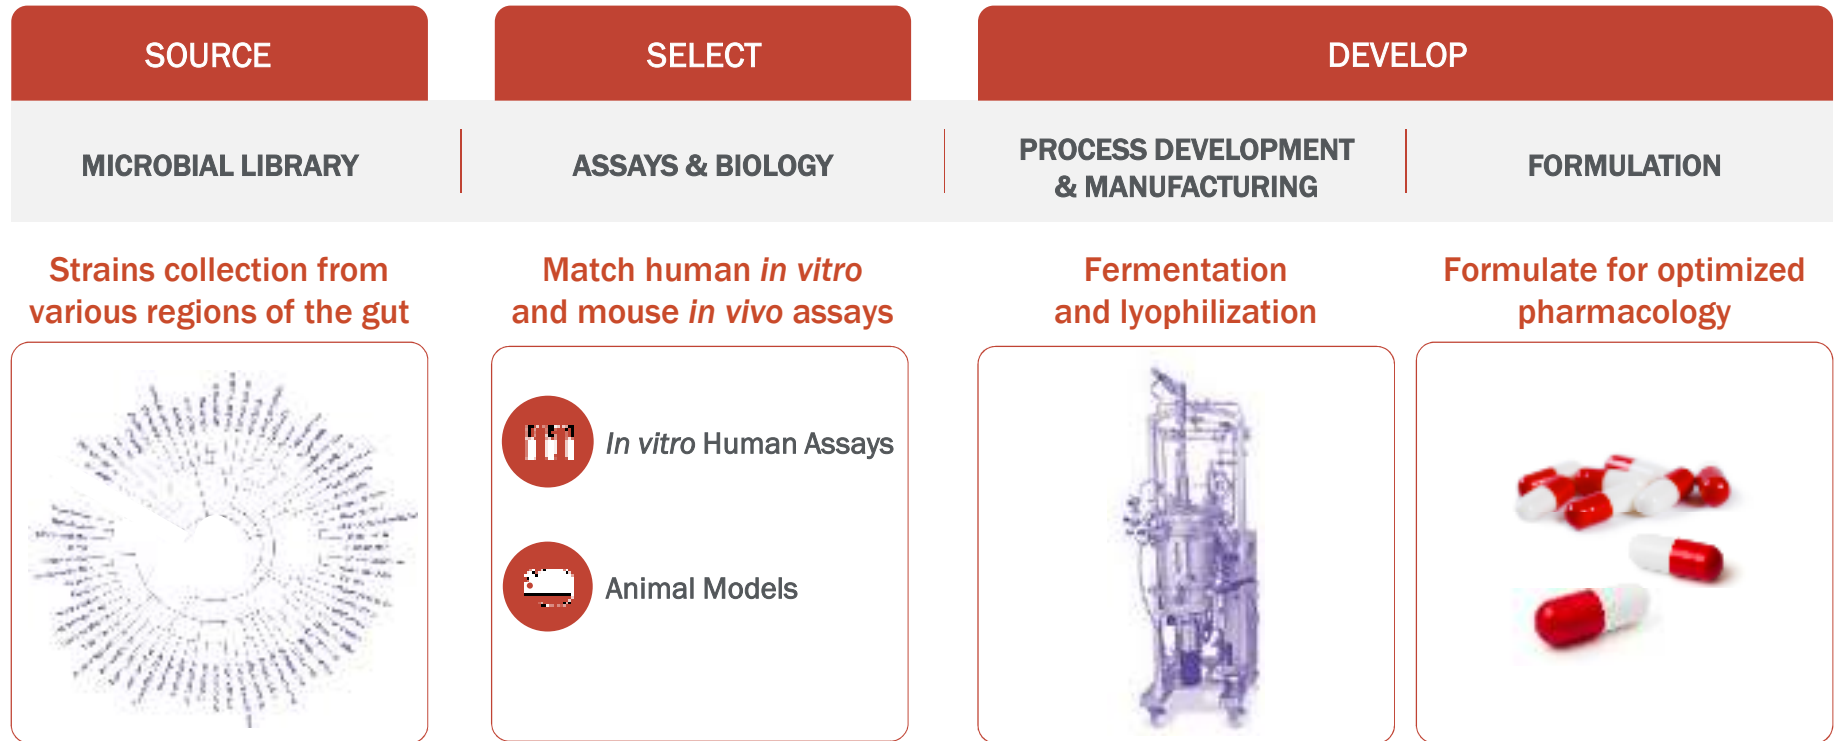 SOURCE
SELECT
DEVELOP
MICROBIAL LIBRARY
ASSAYS & BIOLOGY
PROCESS DEVELOPMENT
& MANUFACTURING
FORMULATION
Strains collection from
various regions of the gut
Match human in vitro
and mouse in vivo assays
Fermentation
and lyophilization
Formulate for optimized
pharmacology
In vitro Human Assays
Animal Models